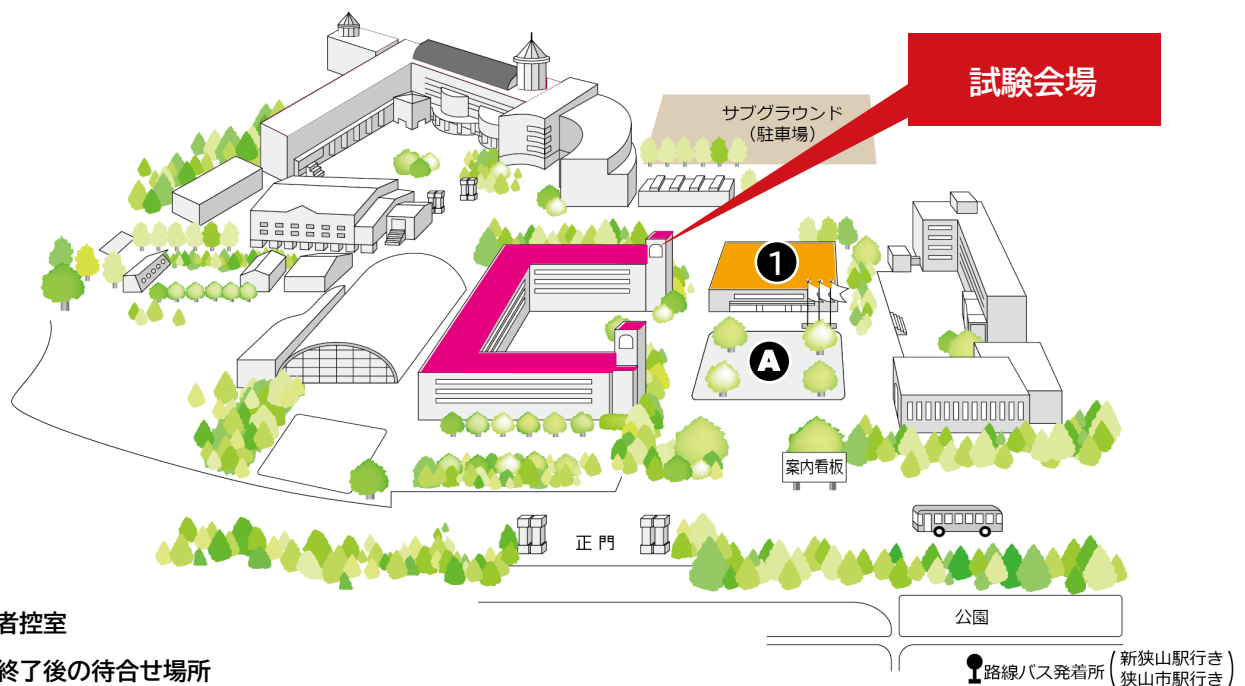 試験会場
サブグラウンド
(駐車場)
1
A
案内看板
正門
公園
者控室
終了後の待合せ場所
路線バス発着所(新狭山駅行き
狭山市駅行き)